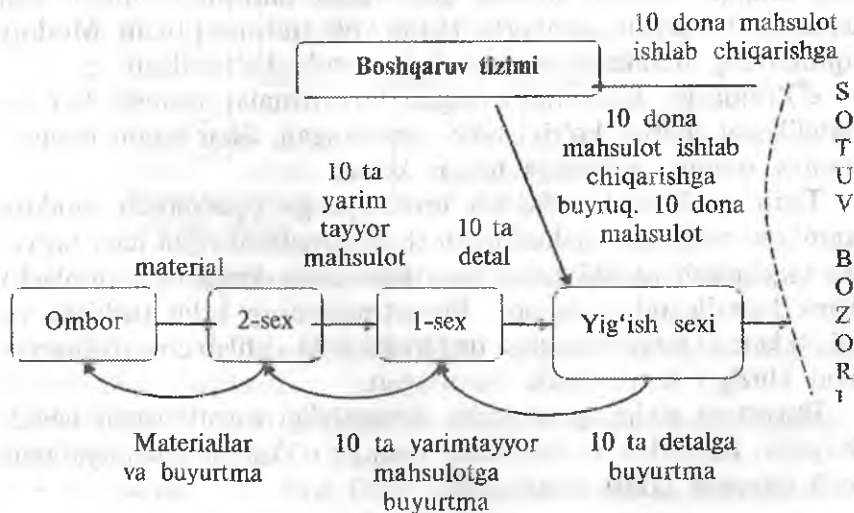 10 dona mahsulot
ishlab chiqarishga
Boshqaruv tizimi
10 dona
mahsulot ishlab
chiqarishga
buyruq. 10 dona
mahsulot
10 ta
yarim
tayyor
mahsulot
10 ta
detal
material
Ombor
2-sex
1-sex
Yig‘ish sexi
S
O
T
U
V
B
O
Z
O
R
I
Materiallar
va buyurtma
10 ta yarimtayyor
mahsulotga
buyurtma
10 ta detalga
buyurtma